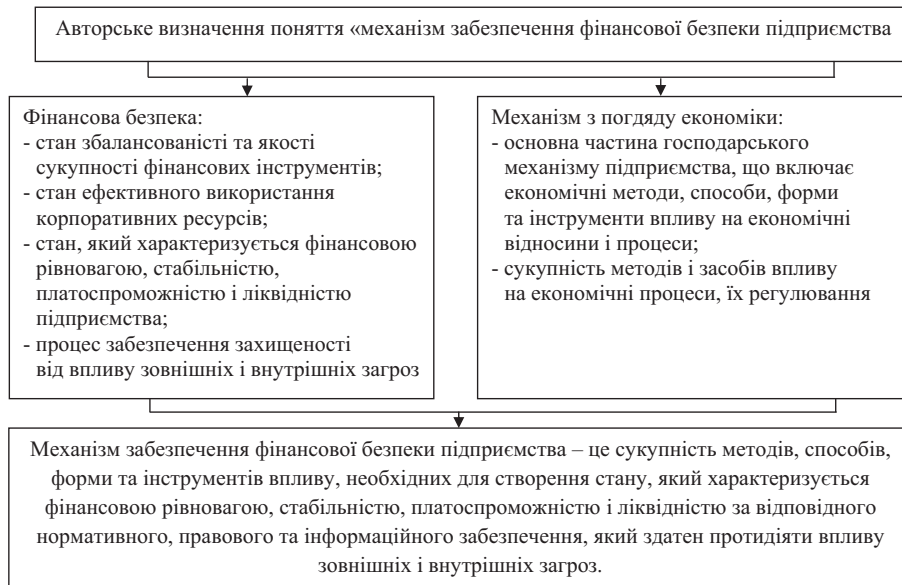 Авторське визначення поняття «механізм забезпечення фінансової безпеки підприємства
Фінансова безпека:
- стан збалансованісті та якості
сукупності фінансових інструментів;
- стан ефективного використання
корпоративних ресурсів;
- стан, який характеризується фінансовою
рівновагою, стабільністю,
платоспроможністю і ліквідністю
підприємства;
- процес забезпечення захищеності
від впливу зовнішніх і внутрішніх загроз
Механізм з погдяду економіки:
- основна частина господарського
механізму підприємства, що включає
економічні методи, способи, форми
та інструменти впливу на економічні
відносини і процеси;
- сукупність методів і засобів впливу
на економічні процеси, їх регулювання
Механізм забезпечення фінансової безпеки підприємства – це сукупність методів, способів,
форми та інструментів впливу, необхідних для створення стану, який характеризується
фінансовою рівновагою, стабільністю, платоспроможністю і ліквідністю за відповідного
нормативного, правового та інформаційного забезпечення, який здатен протидіяти впливу
зовнішніх і внутрішніх загроз.